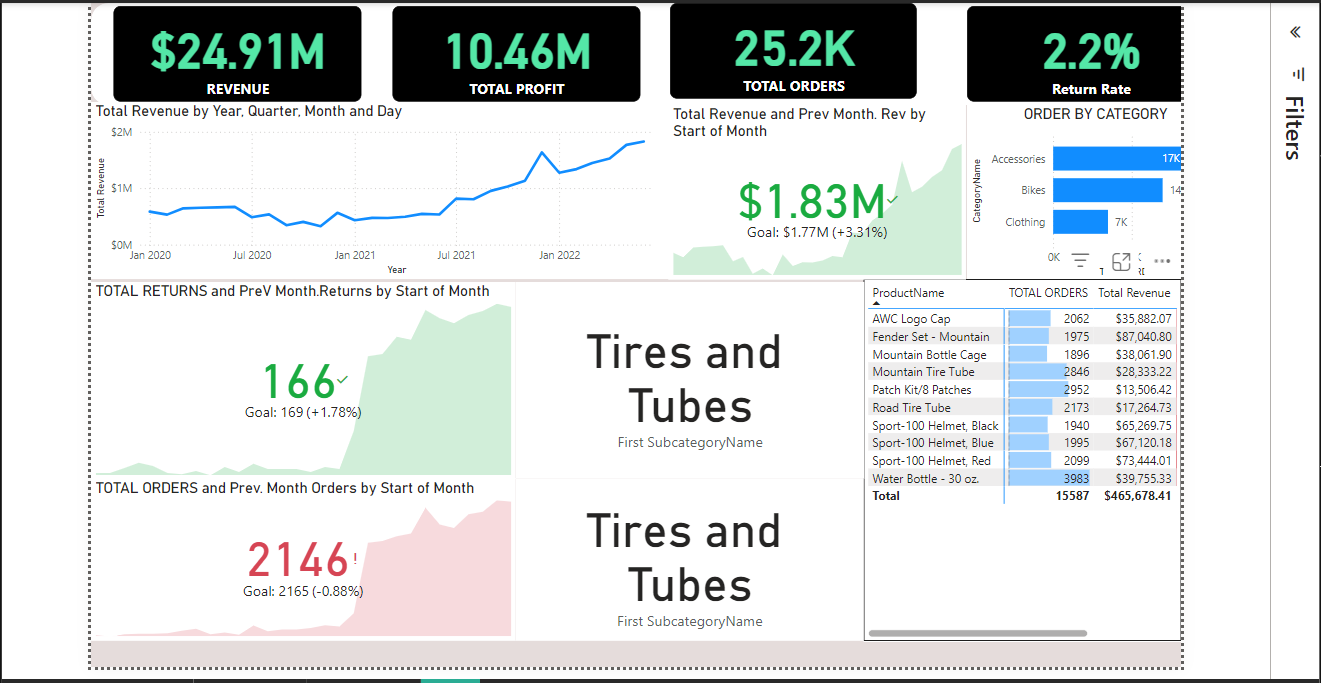 $24.91M
REVENUE
10.46M
TOTAL PROFIT
25.2K
TOTAL ORDERS
2.2%
Return Rate
«
Filters
Total Revenue by Year, Quarter, Month and Day
Total Revenue
$2M
$1M
$0M
Jan 2020
Jul 2020
Jan 2021
Jul 2021
Jan 2022
Year
Total Revenue and Prev Month. Rev by
Start of Month
$1.83M
Goal: $1.77M (+3.31%)
ORDER BY CATEGORY
CategoryName
Accessories
17K
Bikes
14
Clothing
7K
0K
TOTAL RETURNS and PreV Month.Returns by Start of Month
166
Goal: 169 (+1.78%)
TOTAL ORDERS and Prev. Month Orders by Start of Month
2146!
Goal: 2165 (-0.88%)
Tires and
Tubes
First SubcategoryName
Tires and
Tubes
First SubcategoryName
ProductName TOTAL ORDERS Total Revenue
AWC Logo Cap 2062 $35,882.07
Fender Set - Mountain 1975 $87,040.80
Mountain Bottle Cage 1896 $38,061.90
Mountain Tire Tube 2846 $28,333.22
Patch Kit/8 Patches 2952 $13,506.42
Road Tire Tube 2173 $17,264.73
Sport-100 Helmet, Black 1940 $65,269.75
Sport-100 Helmet, Blue 1995 $67,120.18
Sport-100 Helmet, Red 2099 $73,444.01
Water Bottle - 30 oz. 3983 $39,755.33
Total 15587 $465,678.41